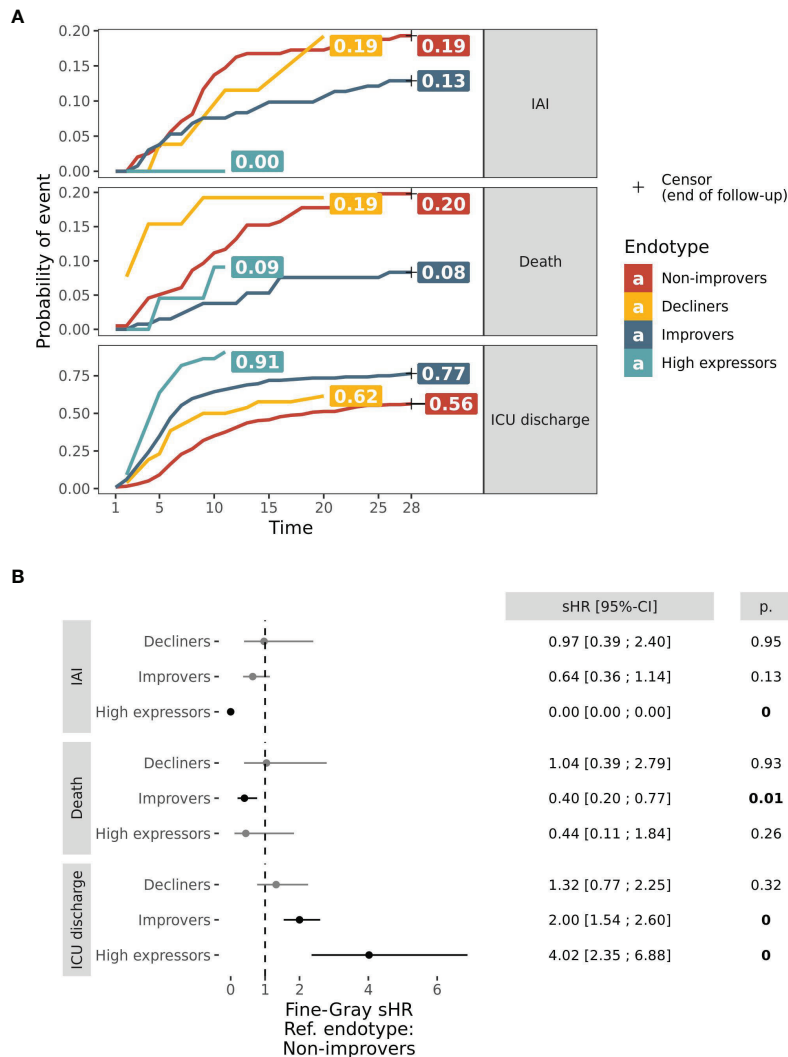 A
0.20
0.15
0.10
0.05
0.00
0.19
0.19
0.13
0.00
IAI
0.20
0.15
0.10
0.05
0.00
0.19
0.20
0.09
0.08
Death
0.75
0.50
0.25
0.00
0.91
0.77
0.62
0.56
ICU discharge
Probability of event
1 5 10 15 20 25 28
Time
Censor
(end of follow-up)
Endotype
a Non-improvers
a Decliners
a Improvers
a High expressors
B
sHR [95%-CI] p.
IAI
Decliners 0.97 [0.39 ; 2.40] 0.95
Improvers 0.64 [0.36 ; 1.14] 0.13
High expressors 0.00 [0.00 ; 0.00] 0
Death
Decliners 1.04 [0.39 ; 2.79] 0.93
Improvers 0.40 [0.20 ; 0.77] 0.01
High expressors 0.44 [0.11 ; 1.84] 0.26
ICU discharge
Decliners 1.32 [0.77 ; 2.25] 0.32
Improvers 2.00 [1.54 ; 2.60] 0
High expressors 4.02 [2.35 ; 6.88] 0
0 1 2 4 6
Fine-Gray sHR
Ref. endotype:
Non-improvers